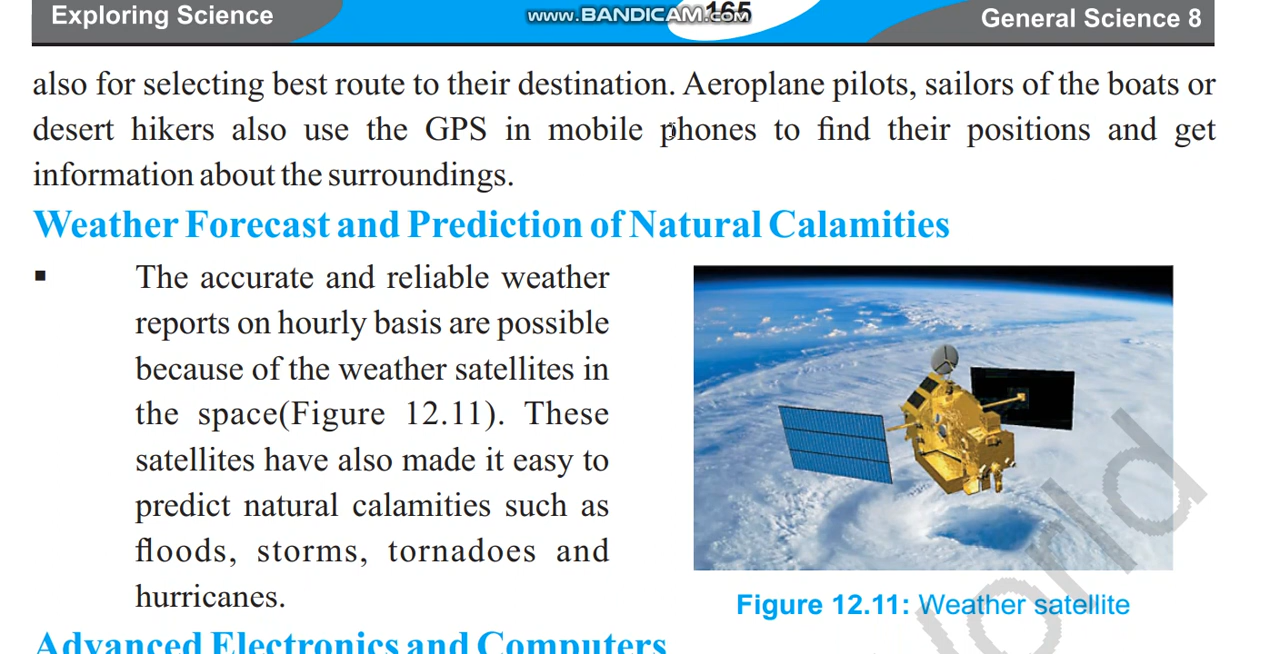 Exploring Science
www.BANDICAM.com
165
General Science 8
also for selecting best route to their destination. Aeroplane pilots, sailors of the boats or
desert hikers also use the GPS in mobile phones to find their positions and get
information about the surroundings.
Weather Forecast and Prediction of Natural Calamities
▪ The accurate and reliable weather
reports on hourly basis are possible
because of the weather satellites in
the space(Figure 12.11). These
satellites have also made it easy to
predict natural calamities such as
floods, storms, tornadoes and
hurricanes.
Figure 12.11: Weather satellite
Advanced Electronics and Computers